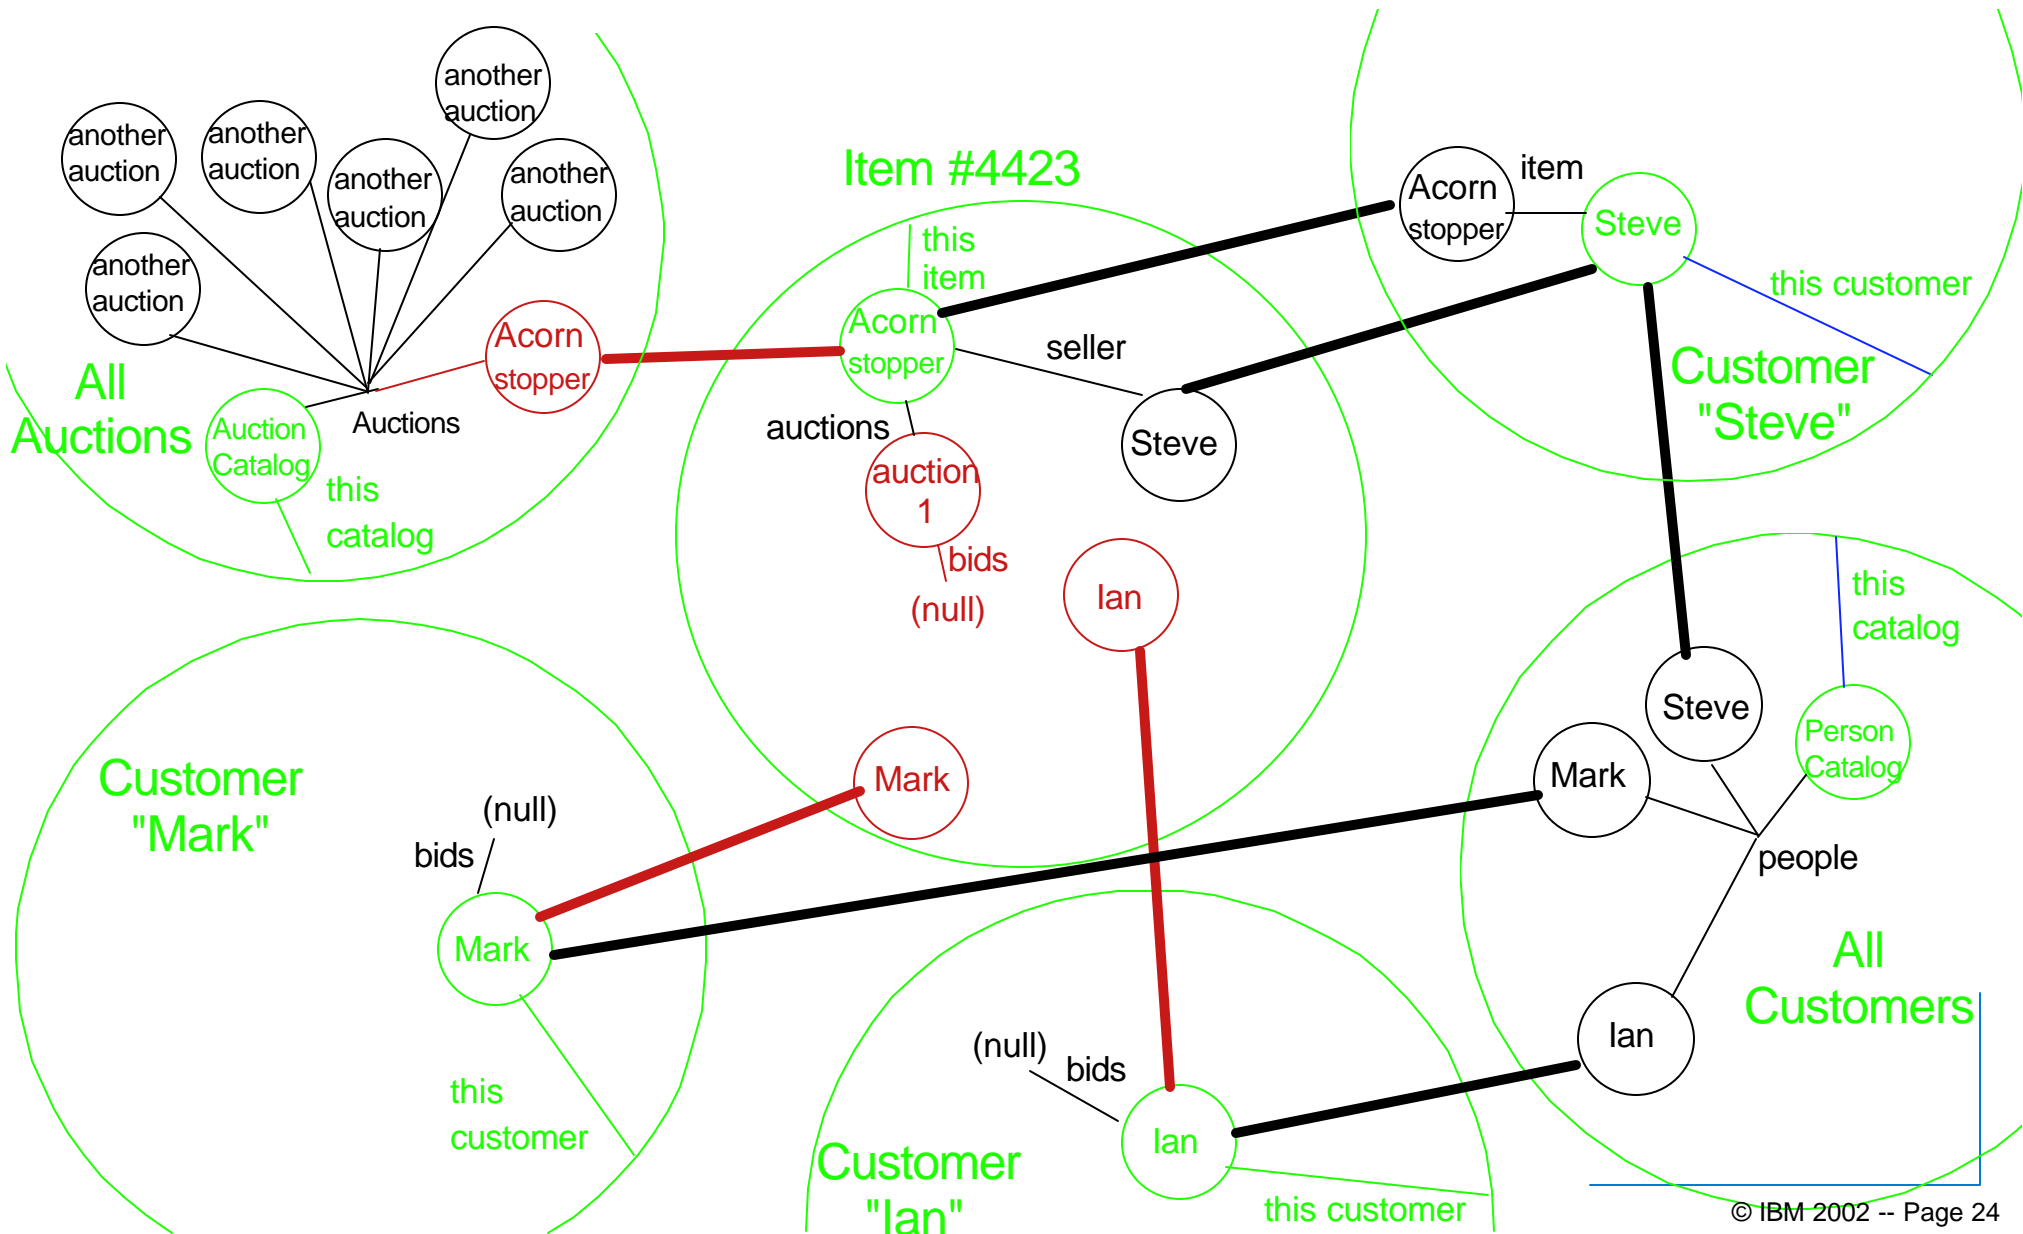 another
auction
another
auction
another
auction
another
auction
another
auction
another
auction
All
Auctions
Auction
Catalog
this
catalog
Auctions
Acorn
stopper
Item #4423
this
item
Acorn
stopper
seller
Steve
auctions
auction
1
bids
(null)
Ian
Mark
Acorn
stopper
item
Steve
this customer
Customer
"Steve"
Customer
"Mark"
(null)
bids
Mark
this
customer
(null)
bids
Ian
Customer
"Ian"
this customer
this
catalog
Steve
Person
Catalog
Mark
people
All
Customers
Ian
© IBM 2002 -- Page 24